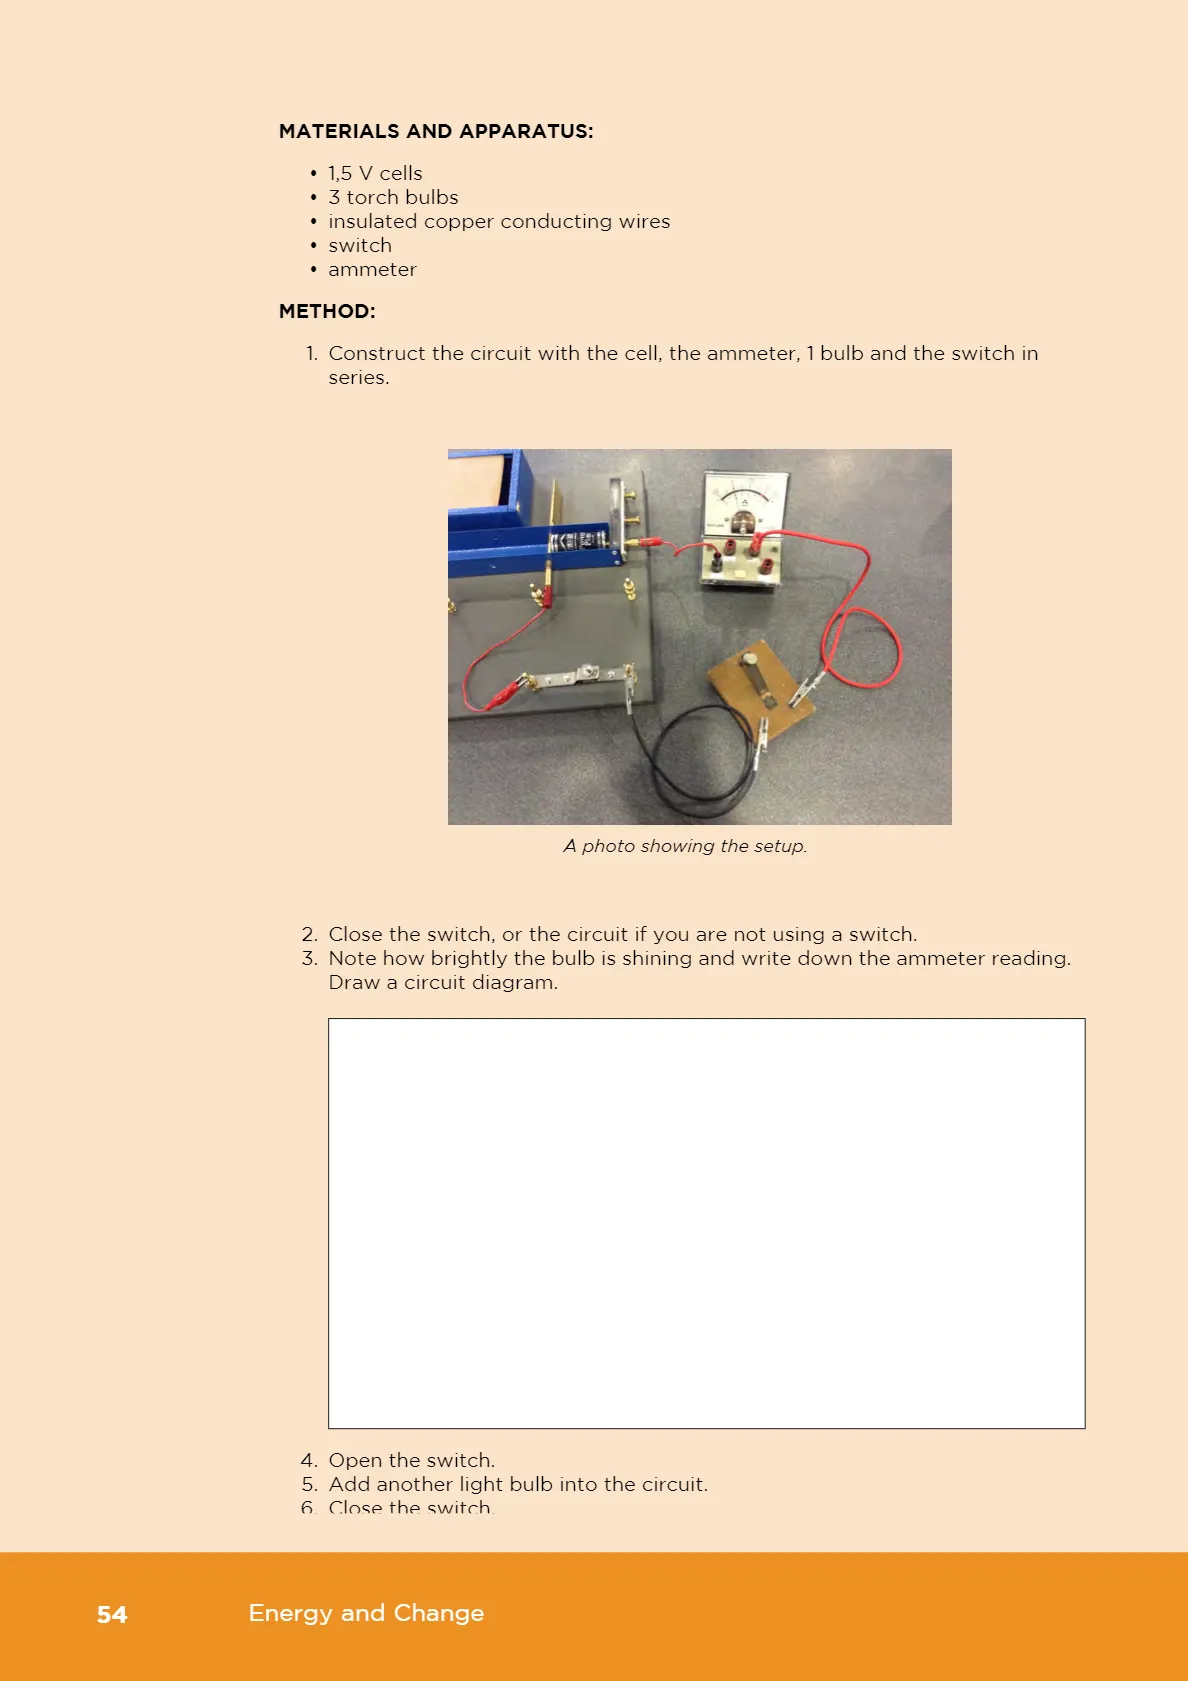 MATERIALS AND APPARATUS:
• 1,5 V cells
• 3 torch bulbs
• insulated copper conducting wires
• switch
• ammeter
METHOD:
1. Construct the circuit with the cell, the ammeter, 1 bulb and the switch in
series.
A
A photo showing the setup.
2. Close the switch, or the circuit if you are not using a switch.
3. Note how brightly the bulb is shining and write down the ammeter reading.
Draw a circuit diagram.
4. Open the switch.
5. Add another light bulb into the circuit.
6. Close the switch.
54 Energy and Change